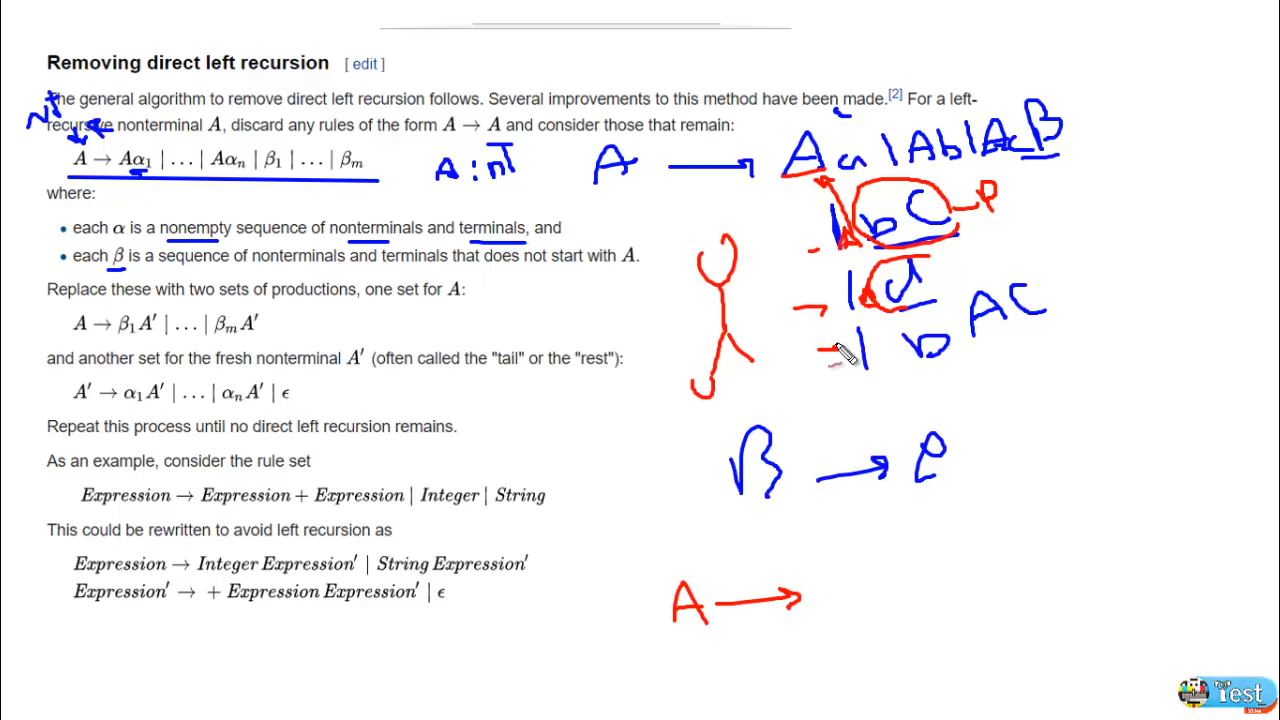 Removing direct left recursion [ edit ]
The general algorithm to remove direct left recursion follows. Several improvements to this method have been made.[2] For a left-
recursive nonterminal A, discard any rules of the form A → A and consider those that remain:
A → Aα₁ | … | Aαₙ | β₁ | … | βₘ
A : nT
A → Aa | Ab | AcB
| bC
| d
| bAC
where:
• each α is a nonempty sequence of nonterminals and terminals, and
• each β is a sequence of nonterminals and terminals that does not start with A.
Replace these with two sets of productions, one set for A:
A → β₁A′ | … | βₘA′
and another set for the fresh nonterminal A′ (often called the "tail" or the "rest"):
A′ → α₁A′ | … | αₙA′ | ϵ
Repeat this process until no direct left recursion remains.
As an example, consider the rule set
B → e
Expression → Expression + Expression | Integer | String
This could be rewritten to avoid left recursion as
Expression → Integer Expression′ | String Expression′
Expression′ → + Expression Expression′ | ϵ
A →
Test